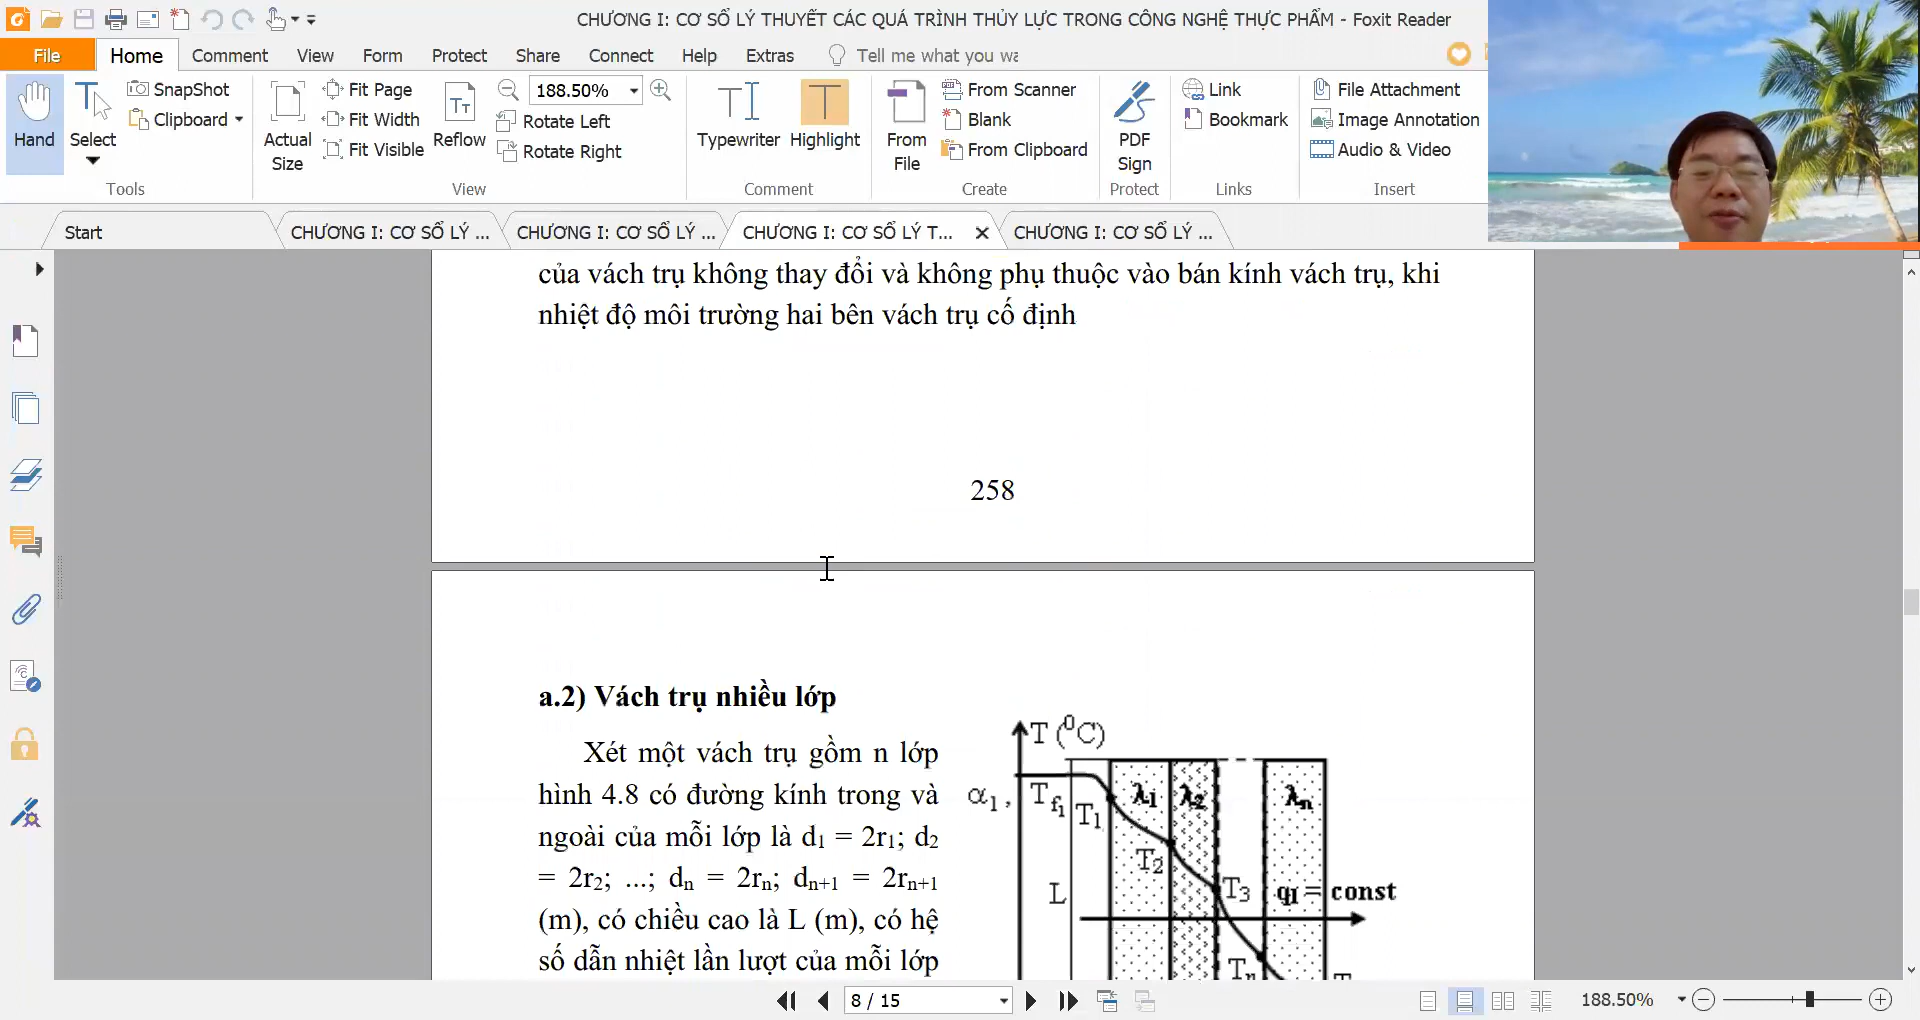 CHƯƠNG I: CƠ SỞ LÝ THUYẾT CÁC QUÁ TRÌNH THỦY LỰC TRONG CÔNG NGHỆ THỰC PHẨM - Foxit Reader
File Home Comment View Form Protect Share Connect Help Extras Tell me what you wa
Hand
Select
SnapShot
Clipboard
Tools
Actual Size
Fit Page
Fit Width
Fit Visible
Reflow
188.50%
Rotate Left
Rotate Right
View
Typewriter
Highlight
Comment
From File
From Scanner
Blank
From Clipboard
Create
PDF Sign
Protect
Link
Bookmark
Links
File Attachment
Image Annotation
Audio & Video
Insert
Start
CHƯƠNG I: CƠ SỞ LÝ ...
CHƯƠNG I: CƠ SỞ LÝ ...
CHƯƠNG I: CƠ SỞ LÝ T...
CHƯƠNG I: CƠ SỞ LÝ ...
của vách trụ không thay đổi và không phụ thuộc vào bán kính vách trụ, khi
nhiệt độ môi trường hai bên vách trụ cố định
258
a.2) Vách trụ nhiều lớp
Xét một vách trụ gồm n lớp
hình 4.8 có đường kính trong và
ngoài của mỗi lớp là d₁ = 2r₁; d₂
= 2r₂; ...; dₙ = 2rₙ; dₙ₊₁ = 2rₙ₊₁
(m), có chiều cao là L (m), có hệ
số dẫn nhiệt lần lượt của mỗi lớp
T (⁰C)
α₁, T_f₁ T₁ λ₁ λ₂ λₙ
T₂
L T₃ qₗ = const
Tₙ
8 / 15
188.50%